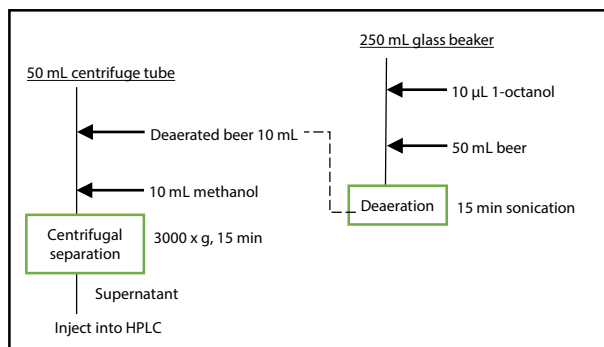 250 mL glass beaker
50 mL centrifuge tube
10 µL 1-octanol
Deaerated beer 10 mL
50 mL beer
10 mL methanol
Deaeration
15 min sonication
Centrifugal
separation
3000 x g, 15 min
Supernatant
Inject into HPLC